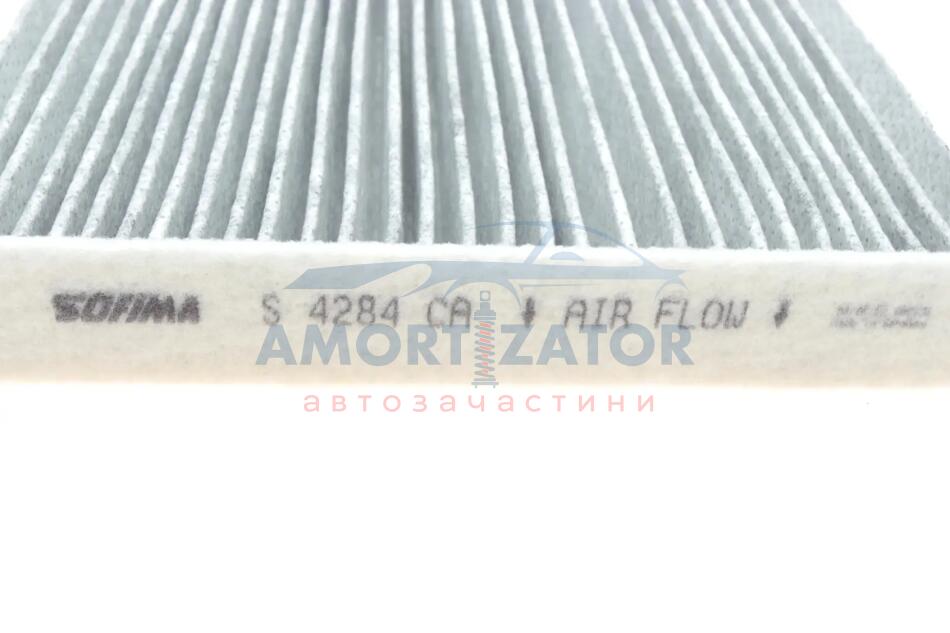 SOFIMA S 4284 CA ↓ AIR FLOW ↓
AMORTIZATOR
автозачастини